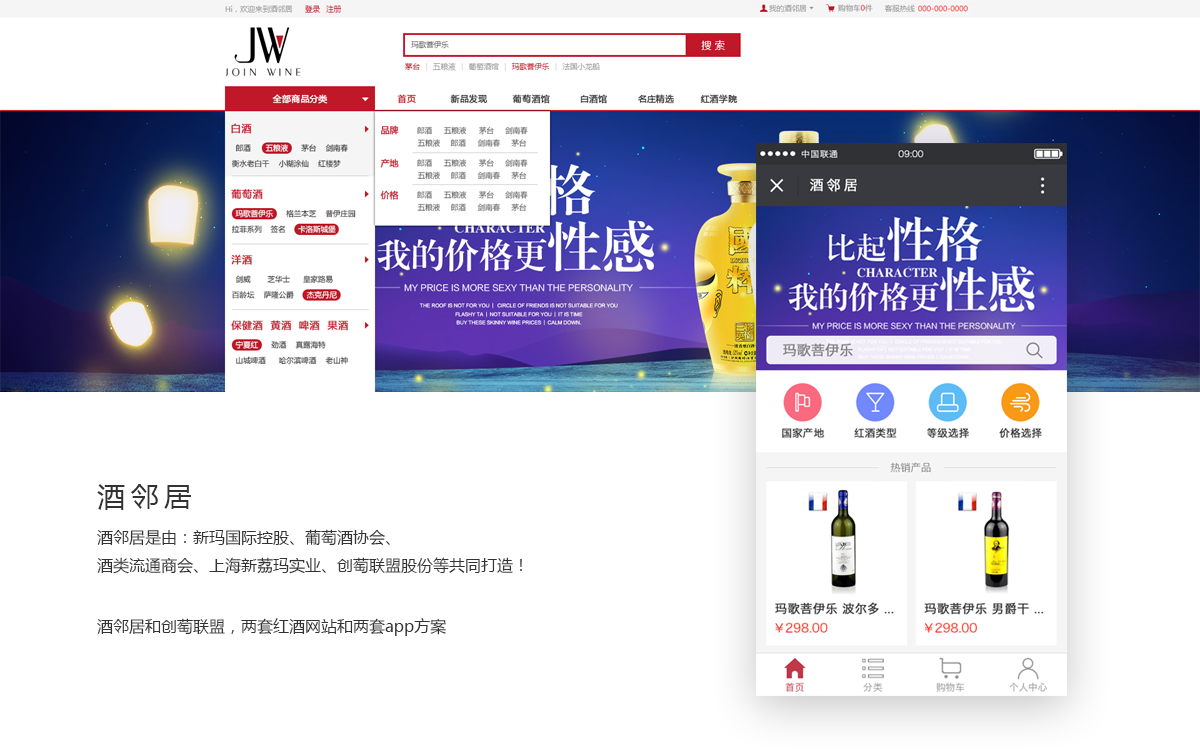 Hi，欢迎来到酒邻居 登录 注册
我的酒邻居 购物车0件 客服热线 000-000-0000
JW
JOIN WINE
玛歌菩伊乐 搜 索
茅台 | 五粮液 | 葡萄酒馆 | 玛歌菩伊乐 | 法国小龙船
全部商品分类 首页 新品发现 葡萄酒馆 白酒馆 名庄精选 红酒学院
白酒
郎酒 五粮液 茅台 剑南春
衡水老白干 小糊涂仙 红楼梦
葡萄酒
玛歌菩伊乐 格兰本芝 普伊庄园
拉菲系列 签名 卡洛斯城堡
洋酒
剑威 芝华士 皇家路易
百龄坛 萨隆公爵 杰克丹尼
保健酒 黄酒 啤酒 果酒
宁夏红 劲酒 真露海特
山城啤酒 哈尔滨啤酒 老山神
品牌 郎酒 五粮液 茅台 剑南春
五粮液 郎酒 剑南春 茅台
产地 郎酒 五粮液 茅台 剑南春
五粮液 郎酒 剑南春 茅台
价格 郎酒 五粮液 茅台 剑南春
五粮液 郎酒 剑南春 茅台
格
CHARACTER
我的价格更性感
MY PRICE IS MORE SEXY THAN THE PERSONALITY
THE ROOF IS NOT FOR YOU | CIRCLE OF FRIENDS IS NOT SUITABLE FOR YOU
FLASHY TA | NOT SUITABLE FOR YOU | IT IS TIME
BUY THESE SKINNY WINE PRICES | CALM DOWN.
中国联通 09:00
酒邻居
比起性格
CHARACTER
我的价格更性感
MY PRICE IS MORE SEXY THAN THE PERSONALITY
玛歌菩伊乐
国家产地 红酒类型 等级选择 价格选择
热销产品
玛歌菩伊乐 波尔多 ...
￥298.00
玛歌菩伊乐 男爵干 ...
￥298.00
首页 分类 购物车 个人中心
酒邻居
酒邻居是由：新玛国际控股、葡萄酒协会、
酒类流通商会、上海新荔玛实业、创萄联盟股份等共同打造！
酒邻居和创萄联盟，两套红酒网站和两套app方案